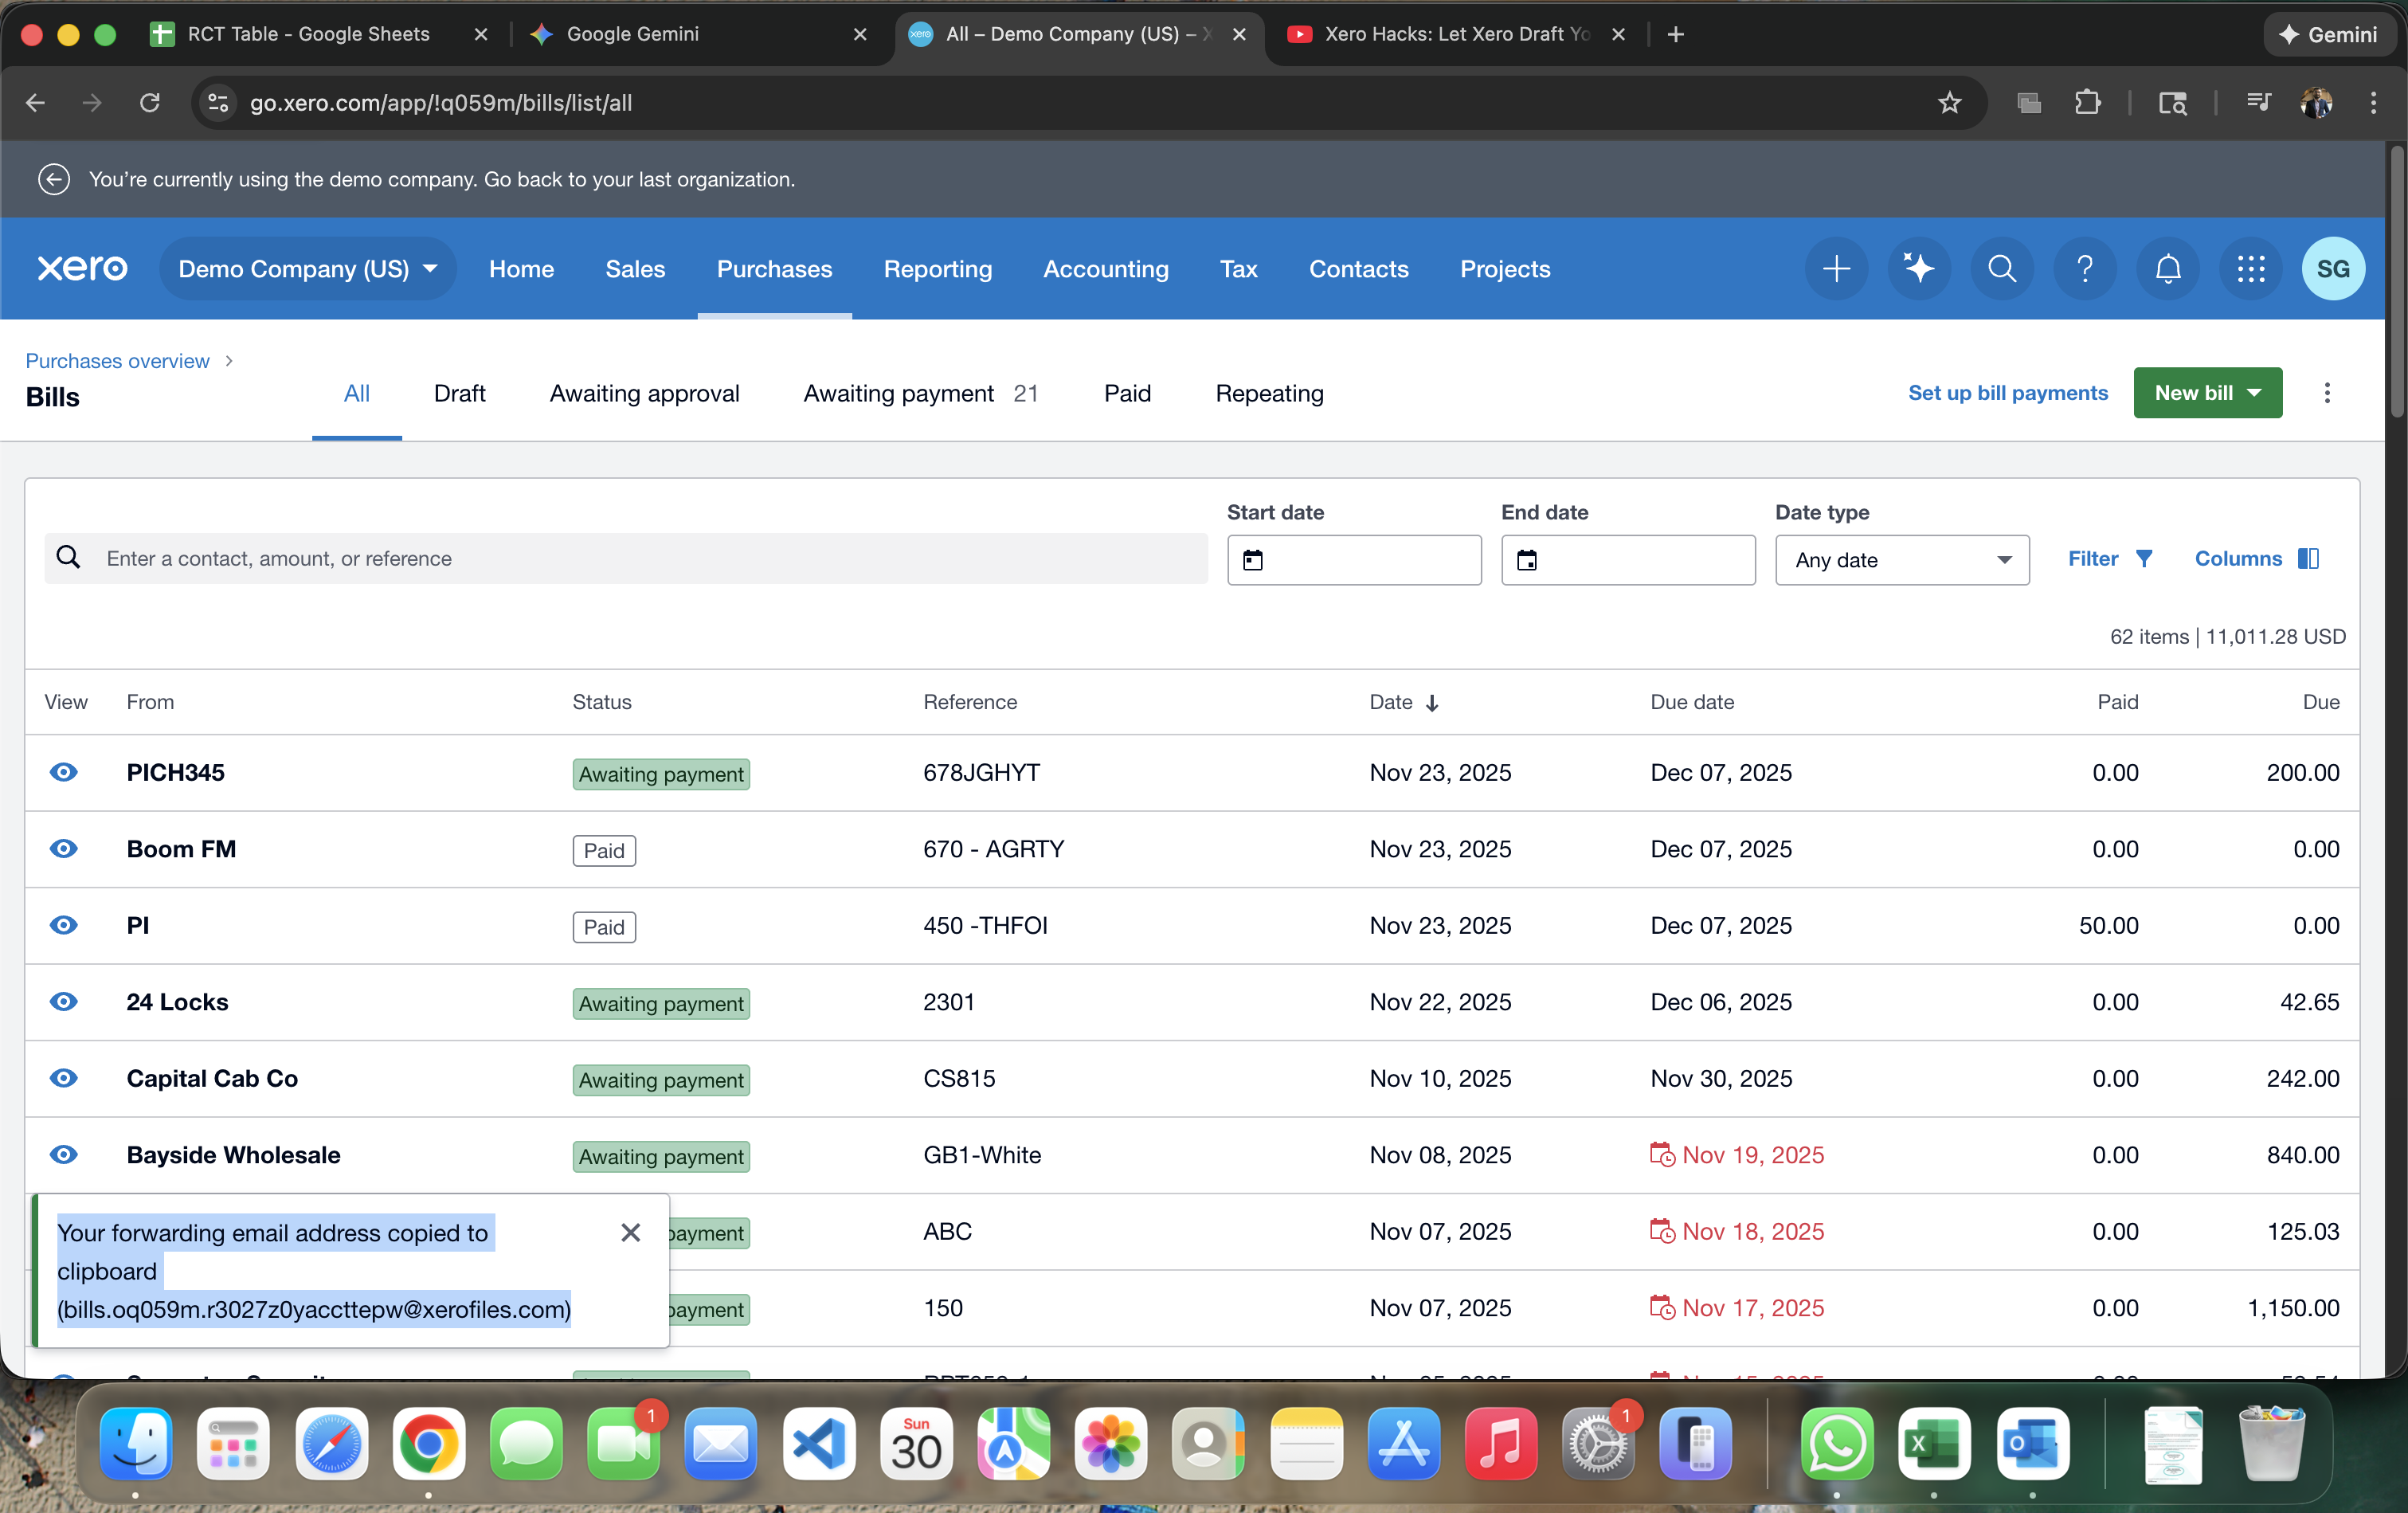 RCT Table - Google Sheets
Google Gemini
All – Demo Company (US) –
Xero Hacks: Let Xero Draft Yo
Gemini
go.xero.com/app/!q059m/bills/list/all
You're currently using the demo company. Go back to your last organization.
xero
Demo Company (US)
Home
Sales
Purchases
Reporting
Accounting
Tax
Contacts
Projects
SG
Purchases overview
Bills
All
Draft
Awaiting approval
Awaiting payment 21
Paid
Repeating
Set up bill payments
New bill
Start date
End date
Date type
Enter a contact, amount, or reference
Any date
Filter
Columns
62 items | 11,011.28 USD
View From Status Reference Date Due date Paid Due
PICH345 Awaiting payment 678JGHYT Nov 23, 2025 Dec 07, 2025 0.00 200.00
Boom FM Paid 670 - AGRTY Nov 23, 2025 Dec 07, 2025 0.00 0.00
PI Paid 450 -THFOI Nov 23, 2025 Dec 07, 2025 50.00 0.00
24 Locks Awaiting payment 2301 Nov 22, 2025 Dec 06, 2025 0.00 42.65
Capital Cab Co Awaiting payment CS815 Nov 10, 2025 Nov 30, 2025 0.00 242.00
Bayside Wholesale Awaiting payment GB1-White Nov 08, 2025 Nov 19, 2025 0.00 840.00
payment ABC Nov 07, 2025 Nov 18, 2025 0.00 125.03
payment 150 Nov 07, 2025 Nov 17, 2025 0.00 1,150.00
Your forwarding email address copied to
clipboard
(bills.oq059m.r3027z0yaccttepw@xerofiles.com)
1
Sun
30
1